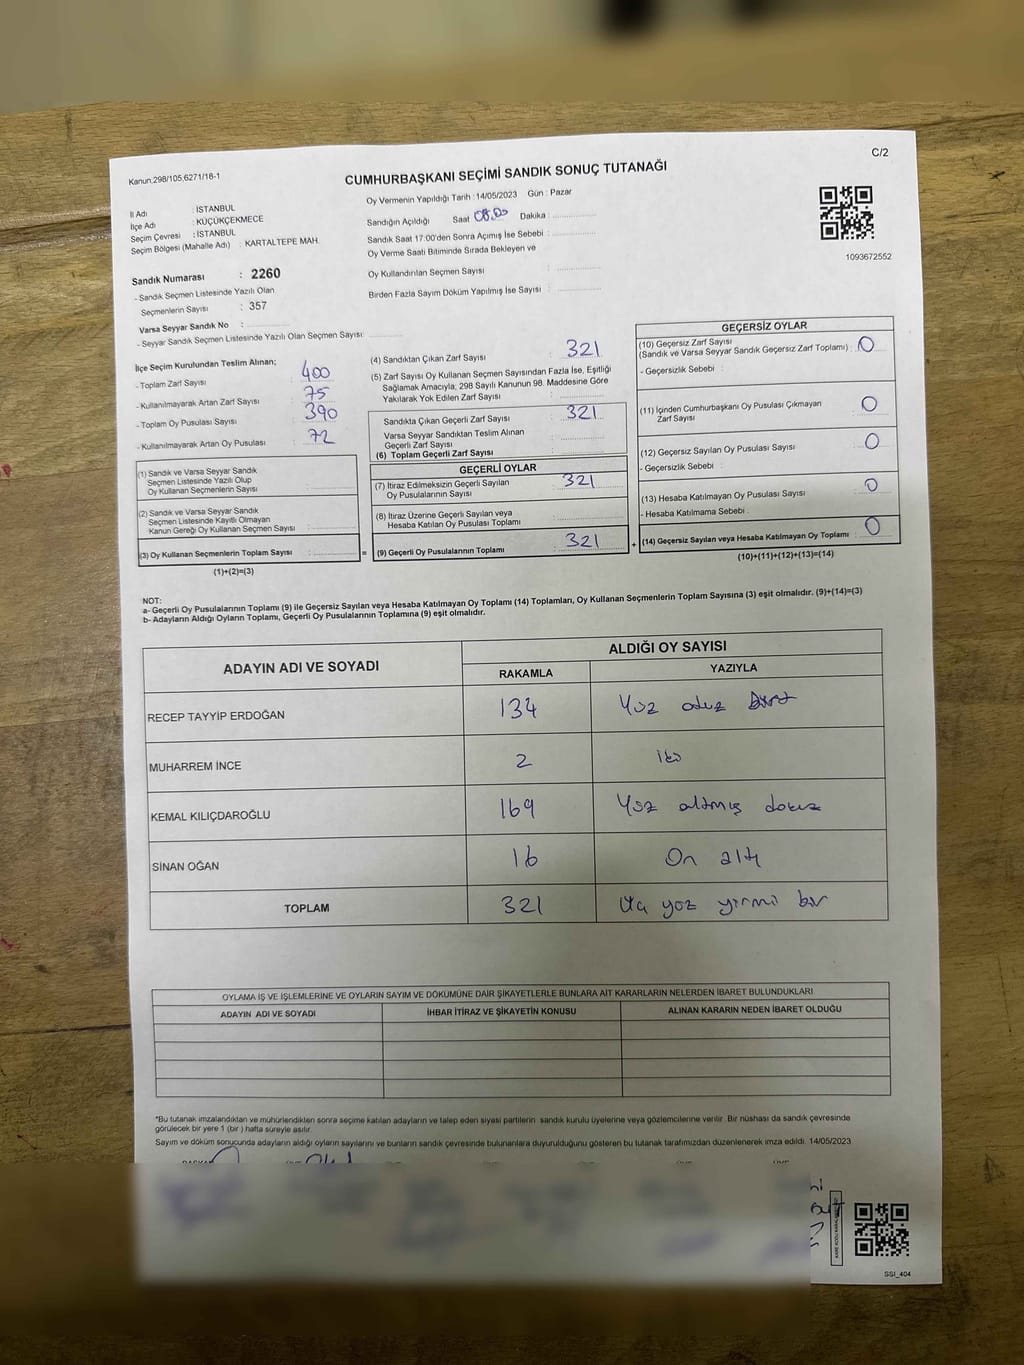 Kanun:298/105,6271/16-1
C/2
CUMHURBAŞKANI SEÇİMİ SANDIK SONUÇ TUTANAĞI
İl Adı : İSTANBUL
İlçe Adı : KÜÇÜKÇEKMECE
Seçim Çevresi : İSTANBUL
Seçim Bölgesi (Mahalle Adı) : KARTALTEPE MAH.
Sandık Numarası : 2260
- Sandık Seçmen Listesinde Yazılı Olan
Seçmenlerin Sayısı : 357
Varsa Seyyar Sandık No :
- Seyyar Sandık Seçmen Listesinde Yazılı Olan Seçmen Sayısı:
Oy Vermenin Yapıldığı Tarih : 14/05/2023 Gün : Pazar
Sandığın Açıldığı Saat 08.00 Dakika :
Sandık Saat 17:00'den Sonra Açımış İse Sebebi :
Oy Verme Saati Bitiminde Sırada Bekleyen ve
Oy Kullandırılan Seçmen Sayısı :
Birden Fazla Sayım Döküm Yapılmış İse Sayısı :
1093672552
İlçe Seçim Kurulundan Teslim Alınan;
- Toplam Zarf Sayısı : 400
- Kullanılmayarak Artan Zarf Sayısı : 75
- Toplam Oy Pusulası Sayısı : 390
- Kullanılmayarak Artan Oy Pusulası : 72
(1) Sandık ve Varsa Seyyar Sandık
Seçmen Listesinde Yazılı Olup
Oy Kullanan Seçmenlerin Sayısı :
(2) Sandık ve Varsa Seyyar Sandık
Seçmen Listesinde Kayıtlı Olmayan
Kanun Gereği Oy Kullanan Seçmen Sayısı :
(3) Oy Kullanan Seçmenlerin Toplam Sayısı :
(1)+(2)=(3)
=
(4) Sandıktan Çıkan Zarf Sayısı : 321
(5) Zarf Sayısı Oy Kullanan Seçmen Sayısından Fazla İse, Eşitliği
Sağlamak Amacıyla; 298 Sayılı Kanunun 98. Maddesine Göre
Yakılarak Yok Edilen Zarf Sayısı :
Sandıkta Çıkan Geçerli Zarf Sayısı : 321
Varsa Seyyar Sandıktan Teslim Alınan
Geçerli Zarf Sayısı :
(6) Toplam Geçerli Zarf Sayısı :
GEÇERLİ OYLAR
(7) İtiraz Edilmeksizin Geçerli Sayılan
Oy Pusulalarının Sayısı : 321
(8) İtiraz Üzerine Geçerli Sayılan veya
Hesaba Katılan Oy Pusulası Toplamı :
(9) Geçerli Oy Pusulalarının Toplamı : 321
+
GEÇERSİZ OYLAR
(10) Geçersiz Zarf Sayısı
(Sandık ve Varsa Seyyar Sandık Geçersiz Zarf Toplamı) : 0
- Geçersizlik Sebebi :
(11) İçinden Cumhurbaşkanı Oy Pusulası Çıkmayan
Zarf Sayısı : 0
(12) Geçersiz Sayılan Oy Pusulası Sayısı : 0
- Geçersizlik Sebebi :
(13) Hesaba Katılmayan Oy Pusulası Sayısı : 0
- Hesaba Katılmama Sebebi :
(14) Geçersiz Sayılan veya Hesaba Katılmayan Oy Toplamı : 0
(10)+(11)+(12)+(13)=(14)
NOT:
a- Geçerli Oy Pusulalarının Toplamı (9) ile Geçersiz Sayılan veya Hesaba Katılmayan Oy Toplamı (14) Toplamları, Oy Kullanan Seçmenlerin Toplam Sayısına (3) eşit olmalıdır. (9)+(14)=(3)
b- Adayların Aldığı Oyların Toplamı, Geçerli Oy Pusulalarının Toplamına (9) eşit olmalıdır.
ADAYIN ADI VE SOYADI
ALDIĞI OY SAYISI
RAKAMLA YAZIYLA
RECEP TAYYİP ERDOĞAN 134 Yüz otuz dört
MUHARREM İNCE 2 iki
KEMAL KILIÇDAROĞLU 169 Yüz altmış dokuz
SİNAN OĞAN 16 On altı
TOPLAM 321 Üç yüz yirmi bir
OYLAMA İŞ VE İŞLEMLERİNE VE OYLARIN SAYIM VE DÖKÜMÜNE DAİR ŞİKAYETLERLE BUNLARA AİT KARARLARIN NELERDEN İBARET BULUNDUKLARI
ADAYIN ADI VE SOYADI İHBAR İTİRAZ VE ŞİKAYETİN KONUSU ALINAN KARARIN NEDEN İBARET OLDUĞU
*Bu tutanak imzalandıktan ve mühürlendikten sonra seçime katılan adayların ve talep eden siyasi partilerin sandık kurulu üyelerine veya gözlemcilerine verilir. Bir nüshası da sandık çevresinde
görülecek bir yere 1 (bir) hafta süreyle asılır.
Sayım ve döküm sonucunda adayların aldığı oyların sayılarını ve bunların sandık çevresinde bulunanlara duyurulduğunu gösteren bu tutanak tarafımızdan düzenlenerek imza edildi. 14/05/2023
SSI_404